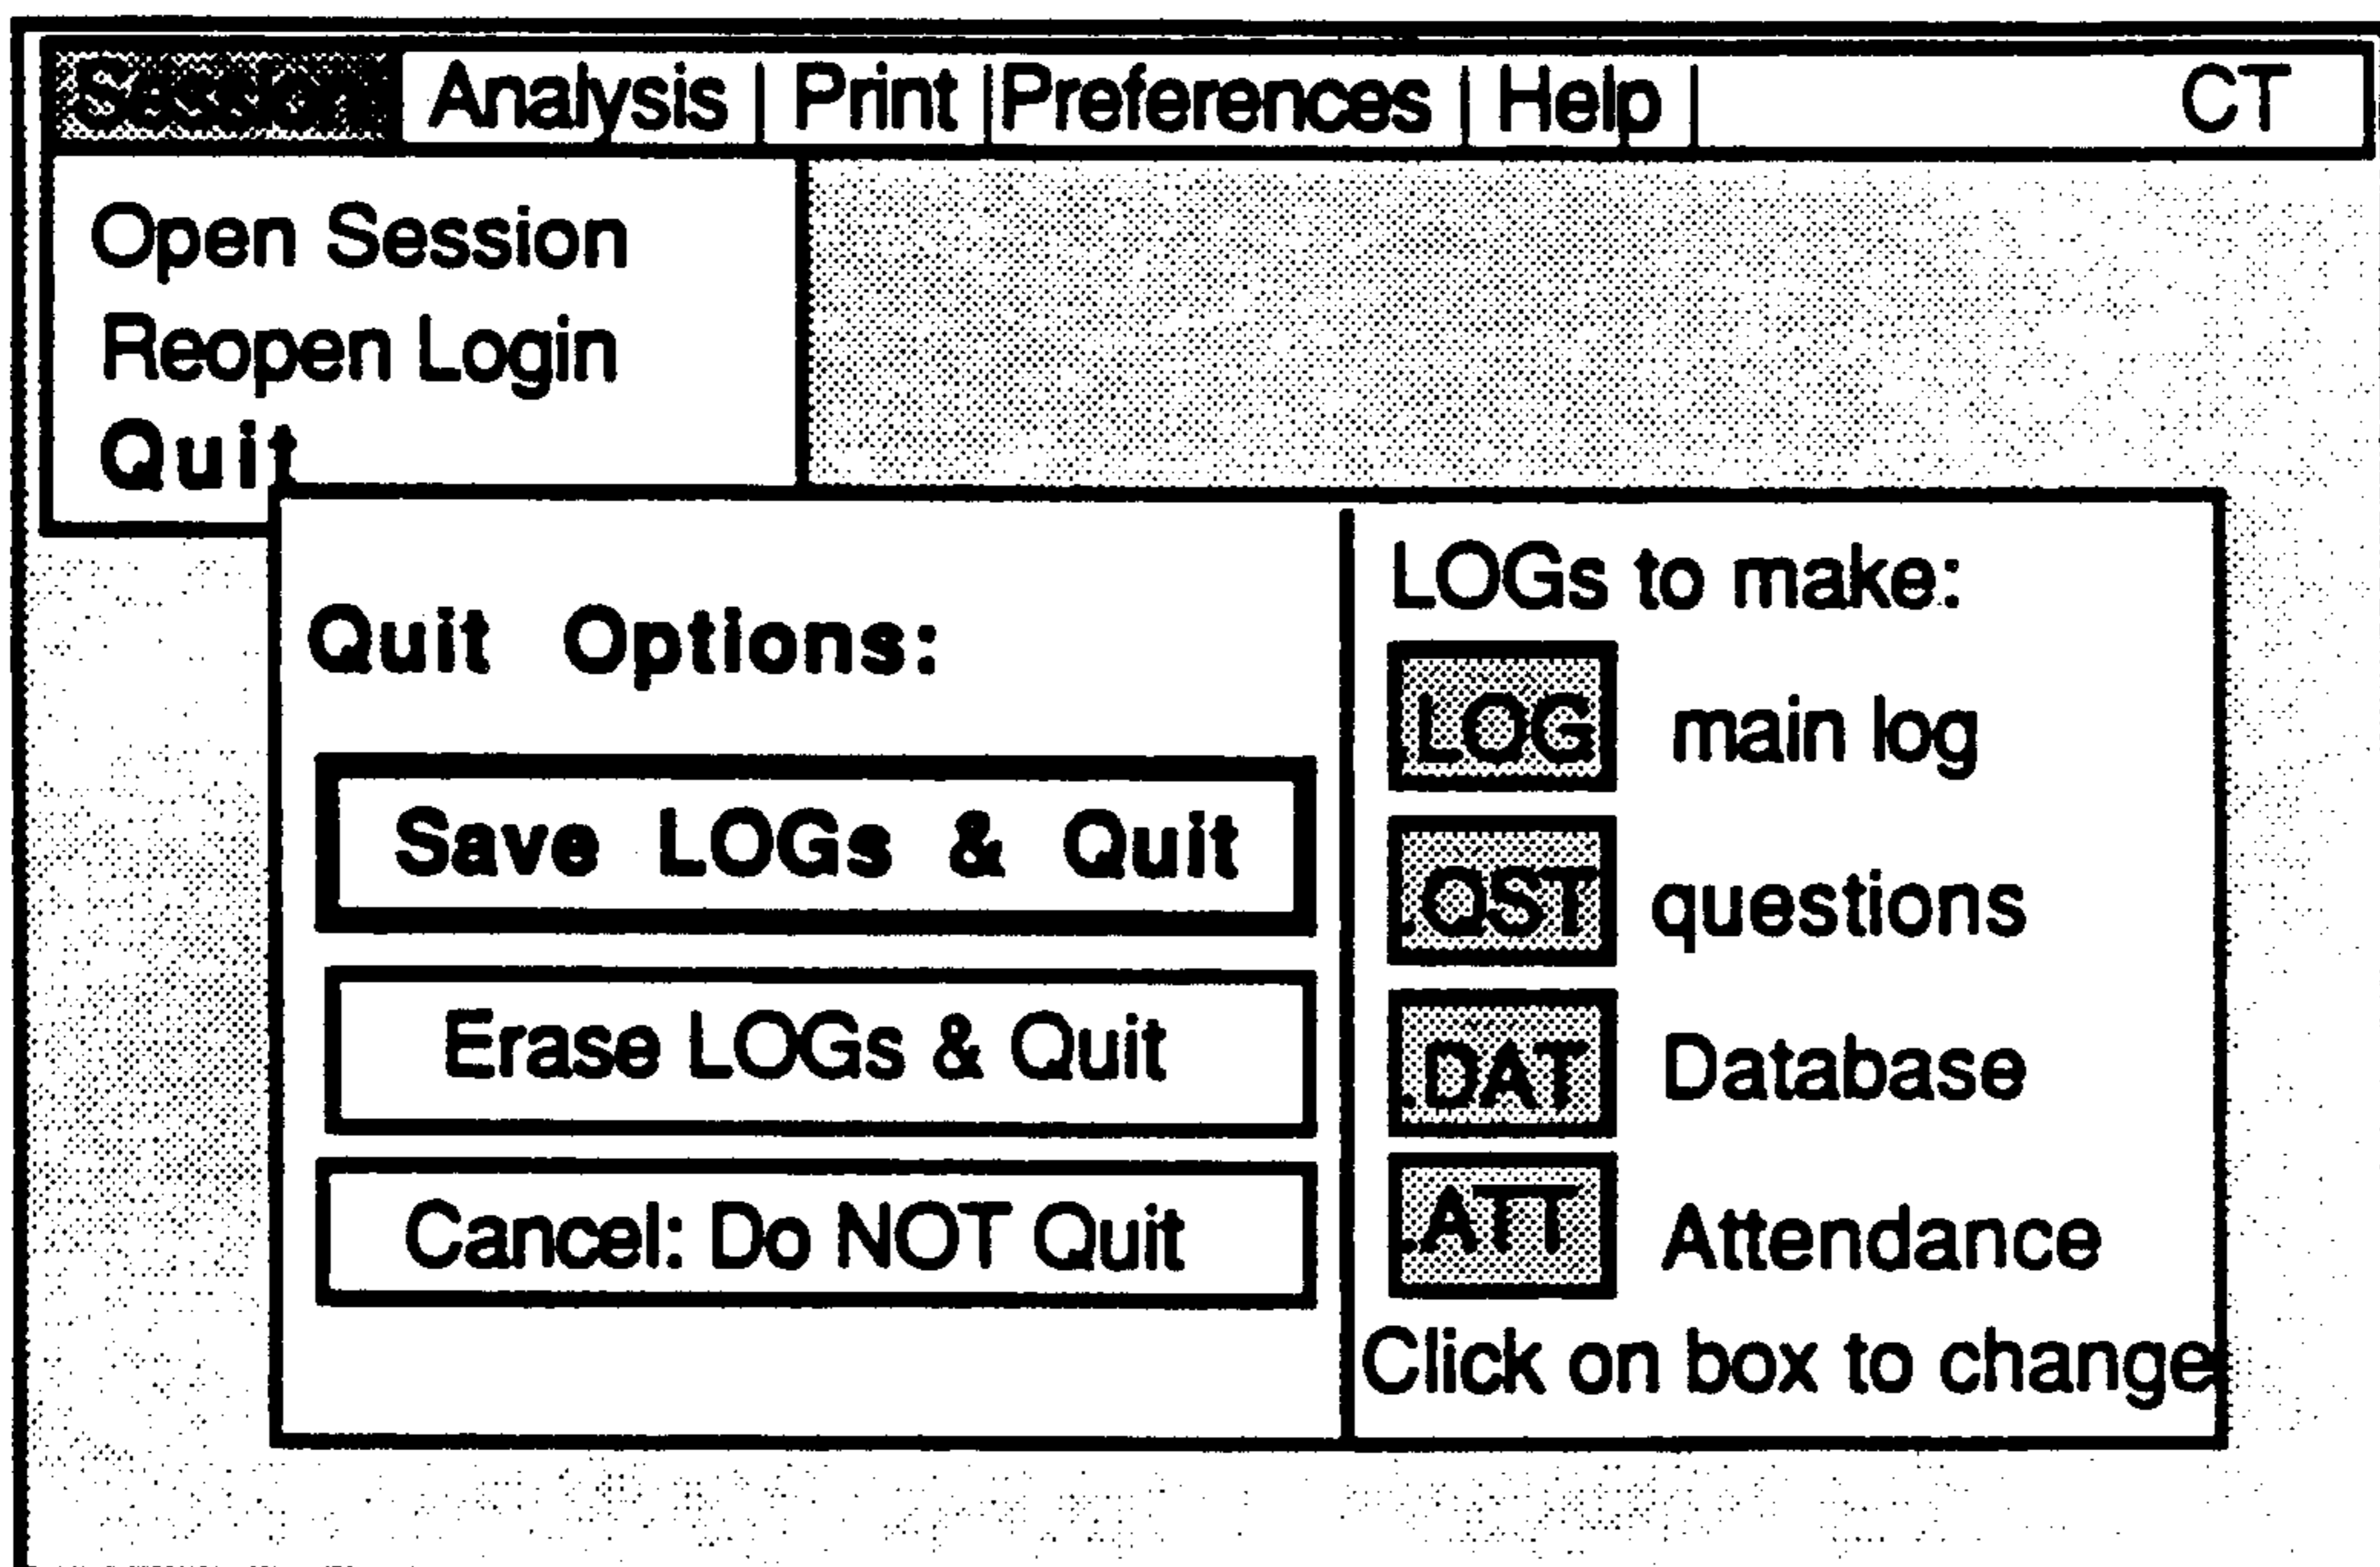 Session Analysis Print Preferences Help CT
Open Session
Reopen Login
Quit
Quit Options:
Save LOGs & Quit
Erase LOGs & Quit
Cancel: Do NOT Quit
LOGs to make:
.LOG main log
.QST questions
.DAT Database
.ATT Attendance
Click on box to change